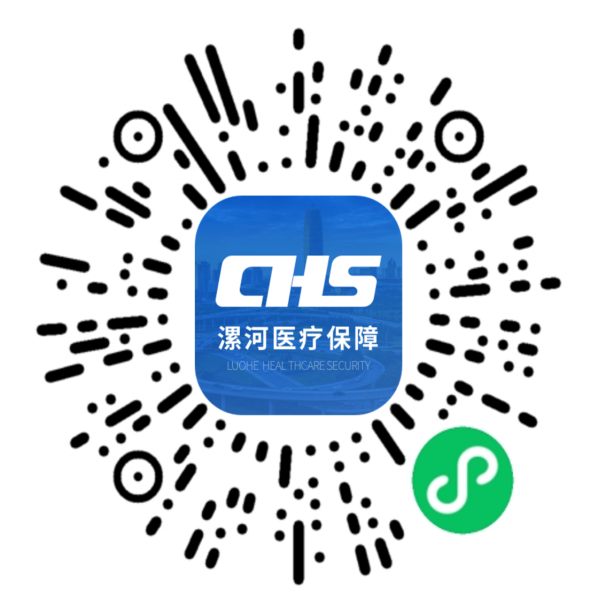 CHS
漯河医疗保障
LUOHE HEALTHCARE SECURITY